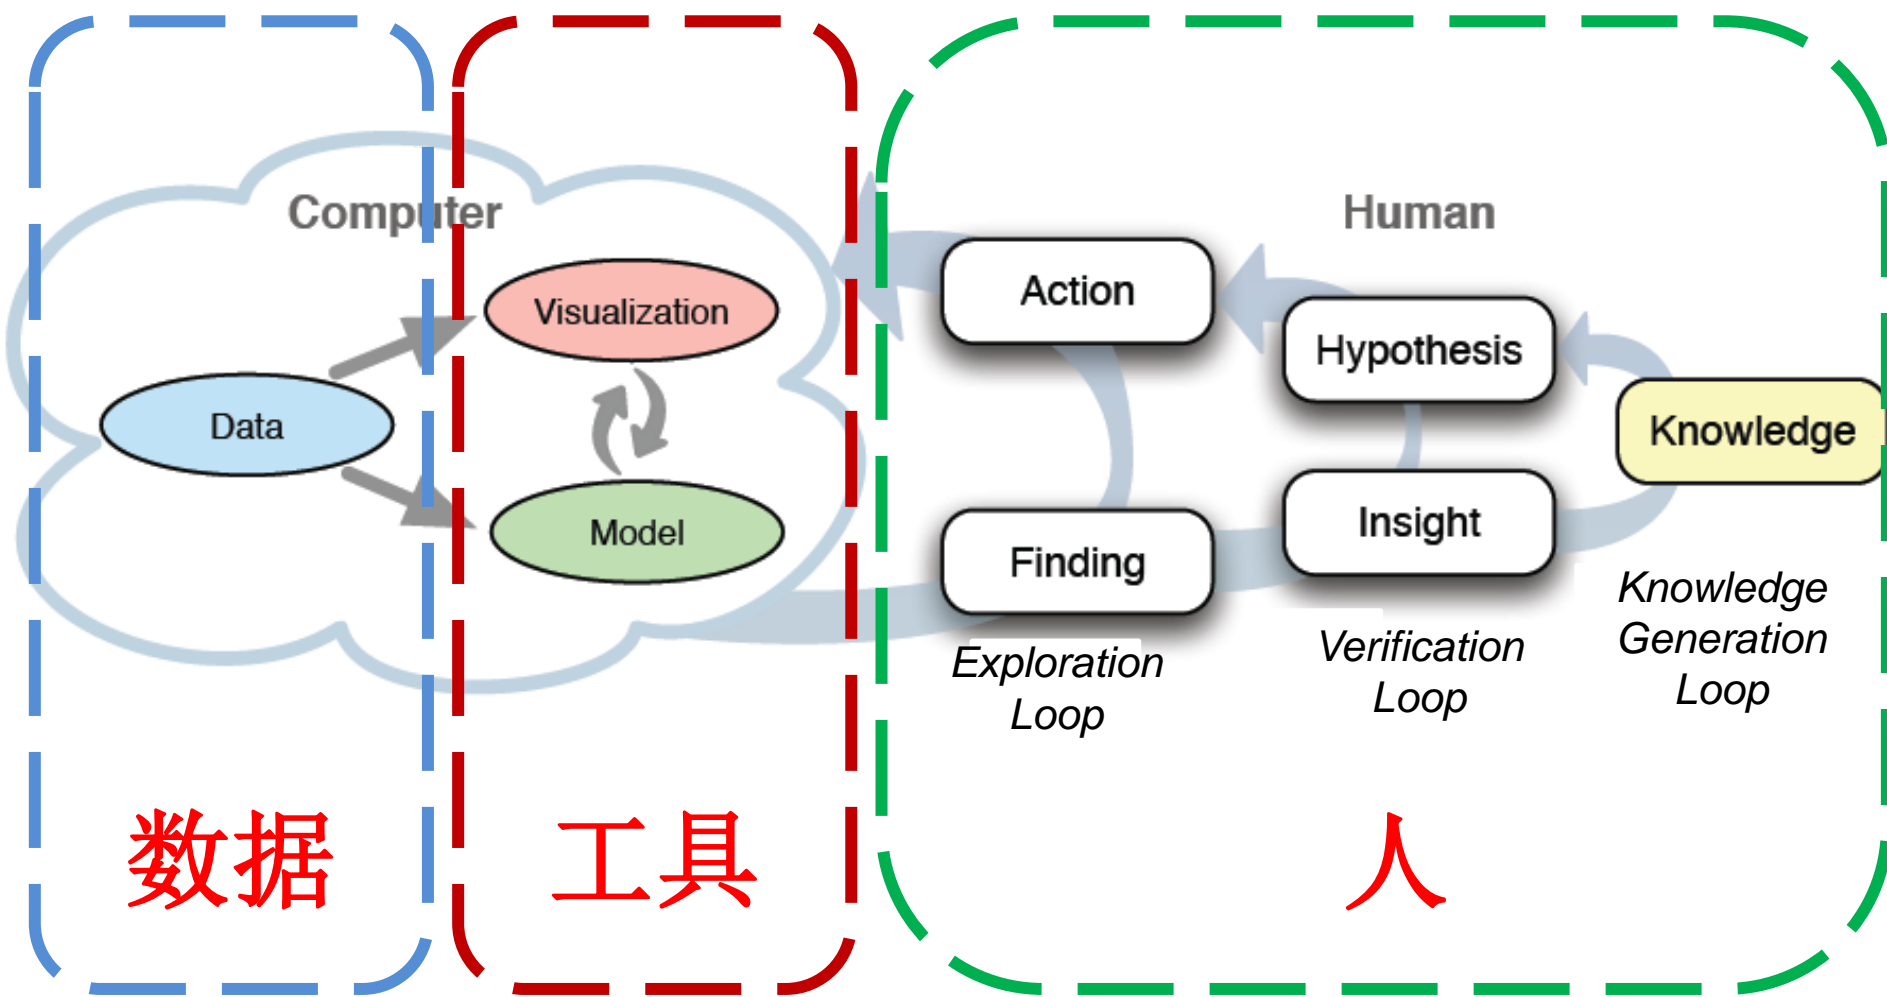 Computer
Human
Visualization
Action
Hypothesis
Data
Knowledge
Model
Finding
Insight
Exploration
Loop
Verification
Loop
Knowledge
Generation
Loop
数据
工具
人